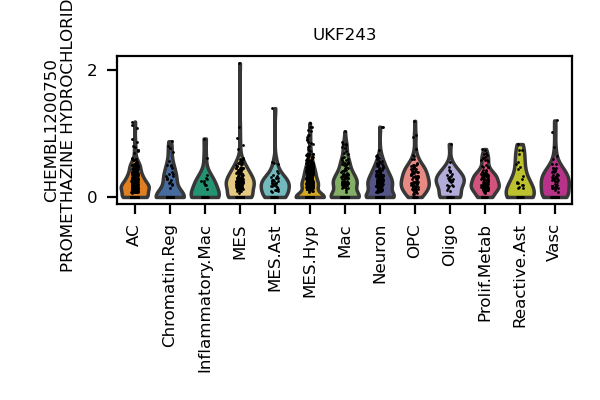 UKF243
CHEMBL1200750
PROMETHAZINE HYDROCHLORID
2
0
AC
Chromatin.Reg
Inflammatory.Mac
MES
MES.Ast
MES.Hyp
Mac
Neuron
OPC
Oligo
Prolif.Metab
Reactive.Ast
Vasc